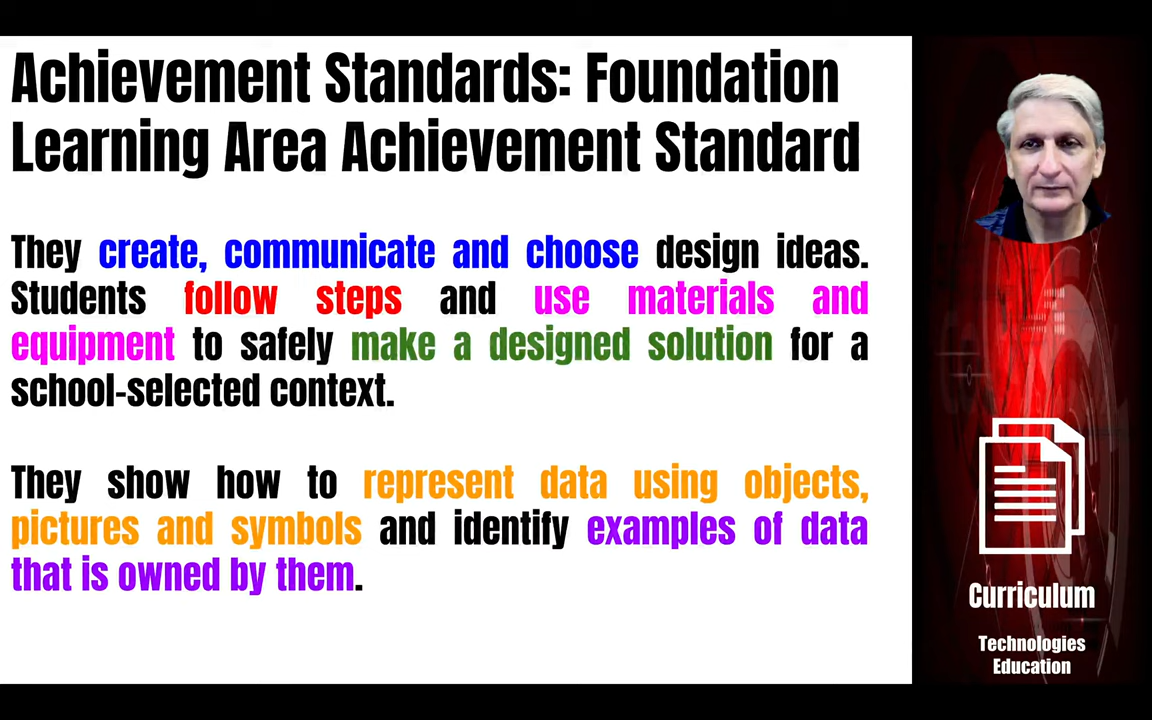 Achievement Standards: Foundation
Learning Area Achievement Standard
They create, communicate and choose design ideas.
Students follow steps and use materials and
equipment to safely make a designed solution for a
school-selected context.
They show how to represent data using objects,
pictures and symbols and identify examples of data
that is owned by them.
Curriculum
Technologies
Education